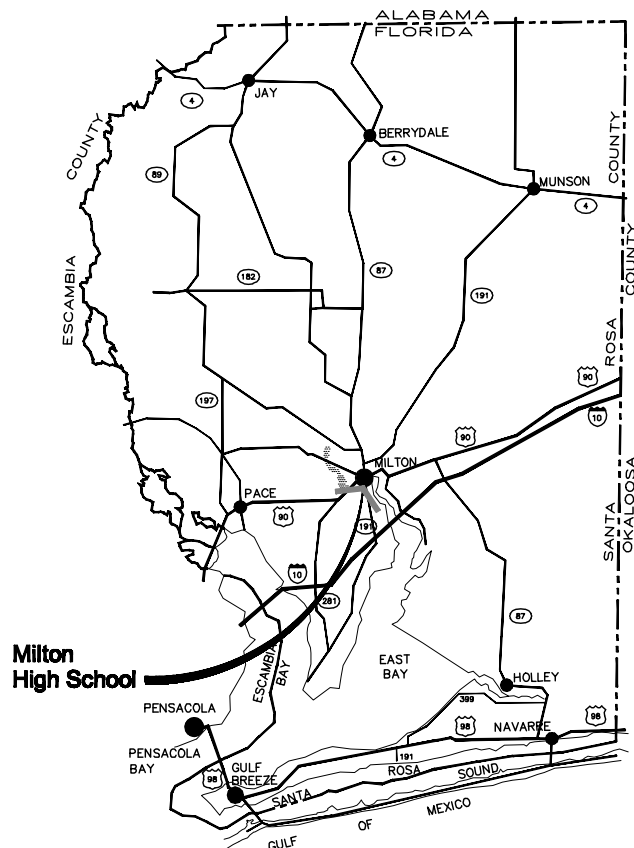 ALABAMA
FLORIDA
JAY
4
BERRYDALE
4
MUNSON
4
COUNTY
ESCAMBIA
89
182
87
191
COUNTY
COUNTY
ROSA
SANTA
OKALOOSA
197
90
10
90
MILTON
PACE
90
191
10
281
87
Milton
High School
ESCAMBIA
BAY
EAST
BAY
HOLLEY
399
PENSACOLA
98
NAVARRE
98
PENSACOLA
BAY
191
98
GULF
BREEZE
SANTA ROSA SOUND
GULF OF MEXICO